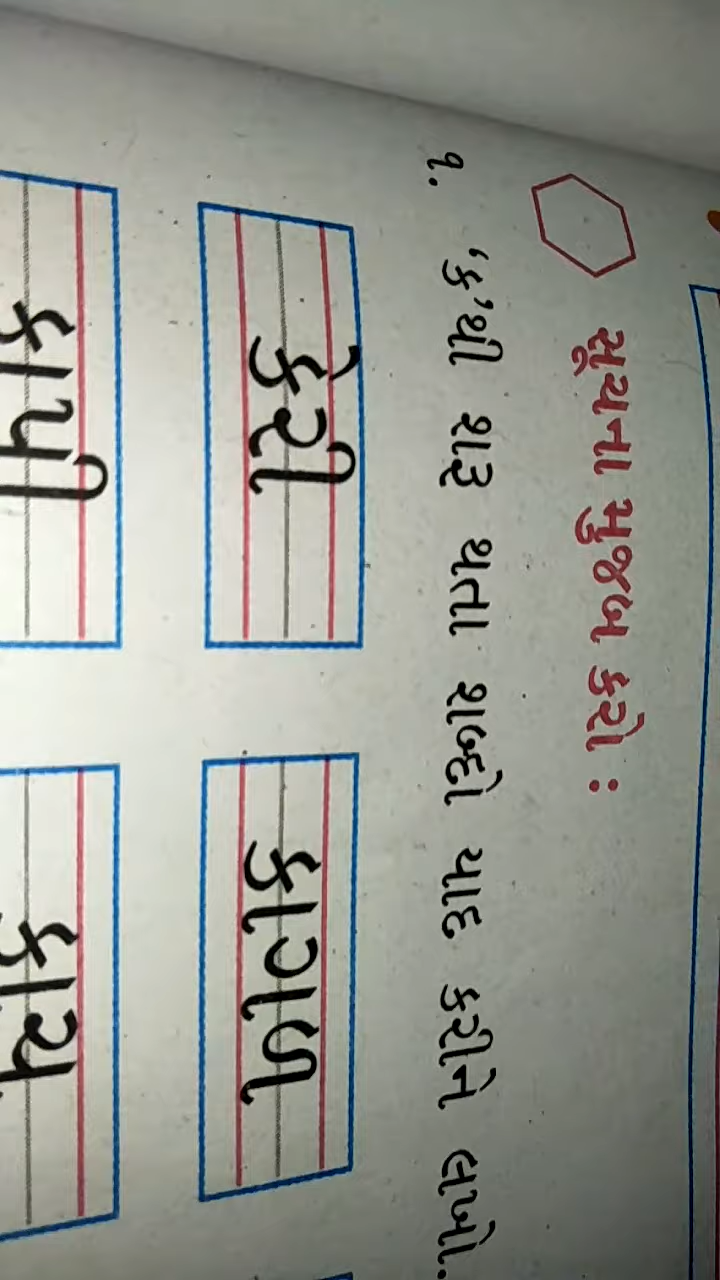 સૂચના મુજબ કરો :
૧. ‘ક’થી શરૂ થતા શબ્દો યાદ કરીને લખો.
કેરી કાગળ
કાપી કાચ